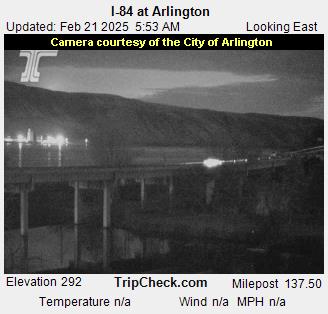 I-84 at Arlington
Updated: Feb 21 2025 5:53 AM Looking East
Camera courtesy of the City of Arlington
Elevation 292 TripCheck.com Milepost 137.50
Temperature n/a Wind n/a MPH n/a